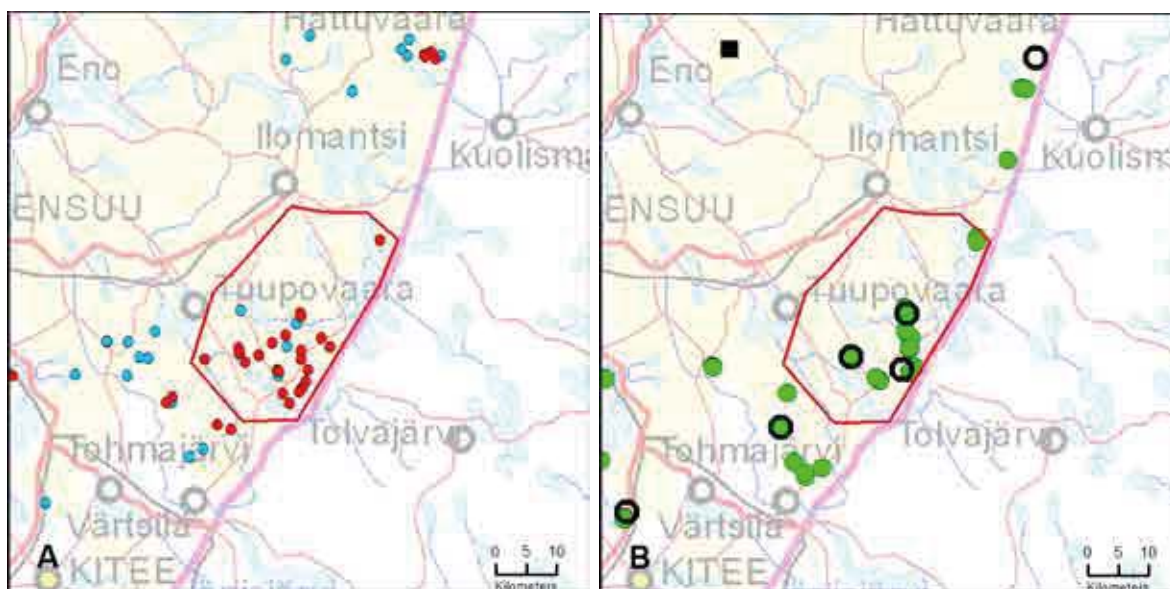 Hattuvaara
Eno
Ilomantsi
Kuolisma
ENSUU
Tuupovaara
Tohmajärvi
Tolvajärvi
Värtsilä
A
KITEE
0 5 10
Kilometers
Hattuvaara
Eno
Ilomantsi
Kuolism
ENSUU
Tuupovaara
Tohmajärvi
Tolvajärvi
Värtsilä
B
KITEE
0 5 10
Kilometers